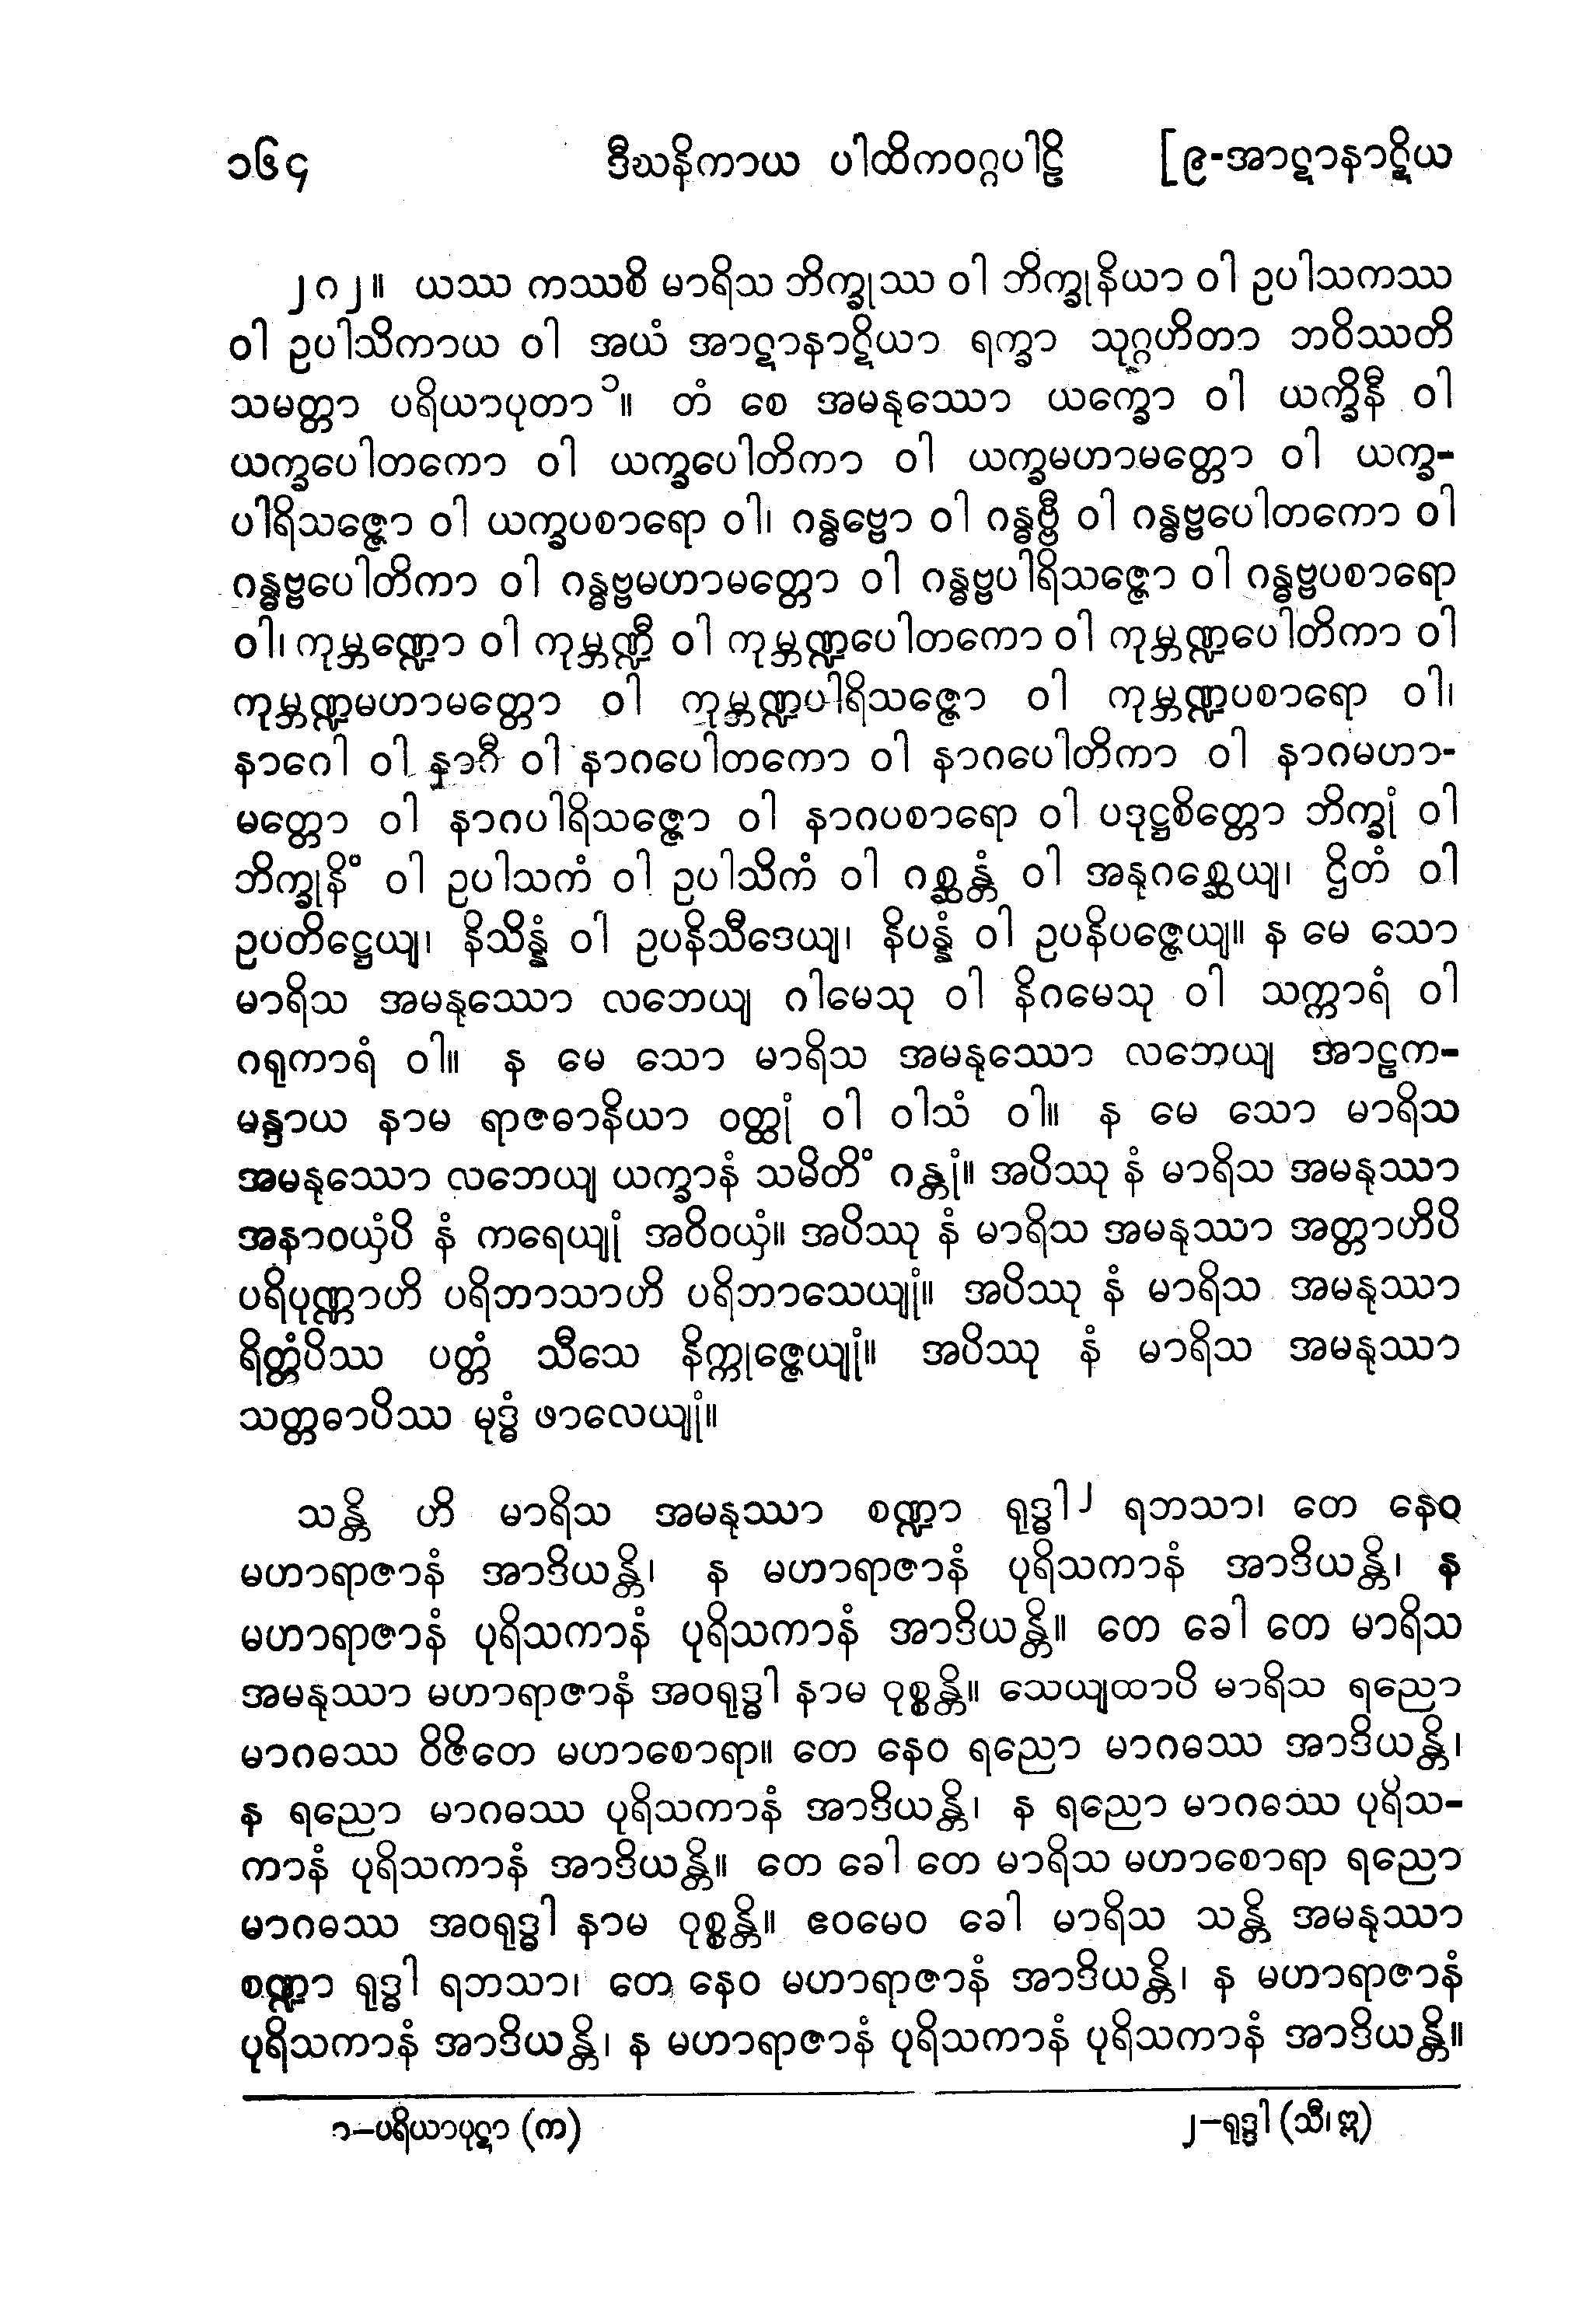 ၁၆၄ ဒီဃနိကာယ ပါထိကဝဂ္ဂပါဠိ [၉-အာဋာနာဋိယ
၂၇၂။ ယဿ ကဿစိ မာရိသ ဘိက္ခုဿ ဝါ ဘိက္ခုနိယာ ဝါ ဥပါသကဿ
ဝါ ဥပါသိကာယ ဝါ အယံ အာဋာနာဋိယာ ရက္ခာ သုဂ္ဂဟိတာ ဘဝိဿတိ
သမတ္တာ ပရိယာပုတာ ၁။ တံ စေ အမနုဿော ယက္ခော ဝါ ယက္ခိနီ ဝါ
ယက္ခပေါတကော ဝါ ယက္ခပေါတိကာ ဝါ ယက္ခမဟာမတ္တော ဝါ ယက္ခ-
ပါရိသဇ္ဇော ဝါ ယက္ခပစာရော ဝါ၊ ဂန္ဓဗ္ဗော ဝါ ဂန္ဓဗ္ဗီ ဝါ ဂန္ဓဗ္ဗပေါတကော ဝါ
ဂန္ဓဗ္ဗပေါတိကာ ဝါ ဂန္ဓဗ္ဗမဟာမတ္တော ဝါ ဂန္ဓဗ္ဗပါရိသဇ္ဇော ဝါ ဂန္ဓဗ္ဗပစာရော
ဝါ၊ ကုမ္ဘဏ္ဍော ဝါ ကုမ္ဘဏ္ဍီ ဝါ ကုမ္ဘဏ္ဍပေါတကော ဝါ ကုမ္ဘဏ္ဍပေါတိကာ ဝါ
ကုမ္ဘဏ္ဍမဟာမတ္တော ဝါ ကုမ္ဘဏ္ဍပါရိသဇ္ဇော ဝါ ကုမ္ဘဏ္ဍပစာရော ဝါ၊
နာဂေါ ဝါ နာဂီ ဝါ နာဂပေါတကော ဝါ နာဂပေါတိကာ ဝါ နာဂမဟာ-
မတ္တော ဝါ နာဂပါရိသဇ္ဇော ဝါ နာဂပစာရော ဝါ ပဒုဋ္ဌစိတ္တော ဘိက္ခုံ ဝါ
ဘိက္ခုနိံ ဝါ ဥပါသကံ ဝါ ဥပါသိကံ ဝါ ဂစ္ဆန္တံ ဝါ အနုဂစ္ဆေယျ၊ ဌိတံ ဝါ
ဥပတိဋ္ဌေယျ၊ နိသိန္နံ ဝါ ဥပနိသီဒေယျ၊ နိပန္နံ ဝါ ဥပနိပဇ္ဇေယျ။ န မေ သော
မာရိသ အမနုဿော လဘေယျ ဂါမေသု ဝါ နိဂမေသု ဝါ သက္ကာရံ ဝါ
ဂရုကာရံ ဝါ။ န မေ သော မာရိသ အမနုဿော လဘေယျ အာဠက-
မန္ဒာယ နာမ ရာဇဓာနိယာ ဝတ္ထုံ ဝါ ဝါသံ ဝါ။ န မေ သော မာရိသ
အမနုဿော လဘေယျ ယက္ခာနံ သမိတိံ ဂန္တုံ။ အပိဿု နံ မာရိသ အမနုဿာ
အနာဝယှံပိ နံ ကရေယျုံ အဝိဝယှံ။ အပိဿု နံ မာရိသ အမနုဿာ အတ္တာဟိပိ
ပရိပုဏ္ဏာဟိ ပရိဘာသာဟိ ပရိဘာသေယျုံ။ အပိဿု နံ မာရိသ အမနုဿာ
ရိတ္တံပိဿ ပတ္တံ သီသေ နိက္ကုဇ္ဇေယျုံ။ အပိဿု နံ မာရိသ အမနုဿာ
သတ္တဓာပိဿ မုဒ္ဓံ ဖာလေယျုံ။
သန္တိ ဟိ မာရိသ အမနုဿာ စဏ္ဍာ ရုဒ္ဓါ ၂ ရဘသာ၊ တေ နေဝ
မဟာရာဇာနံ အာဒိယန္တိ၊ န မဟာရာဇာနံ ပုရိသကာနံ အာဒိယန္တိ၊ န
မဟာရာဇာနံ ပုရိသကာနံ ပုရိသကာနံ အာဒိယန္တိ။ တေ ခေါ တေ မာရိသ
အမနုဿာ မဟာရာဇာနံ အဝရုဒ္ဓါ နာမ ဝုစ္စန္တိ။ သေယျထာပိ မာရိသ ရညော
မာဂဓဿ ဝိဇိတေ မဟာစောရာ။ တေ နေဝ ရညော မာဂဓဿ အာဒိယန္တိ၊
န ရညော မာဂဓဿ ပုရိသကာနံ အာဒိယန္တိ၊ န ရညော မာဂဓဿ ပုရိသ-
ကာနံ ပုရိသကာနံ အာဒိယန္တိ။ တေ ခေါ တေ မာရိသ မဟာစောရာ ရညော
မာဂဓဿ အဝရုဒ္ဓါ နာမ ဝုစ္စန္တိ။ ဧဝမေဝ ခေါ မာရိသ သန္တိ အမနုဿာ
စဏ္ဍာ ရုဒ္ဓါ ရဘသာ၊ တေ နေဝ မဟာရာဇာနံ အာဒိယန္တိ၊ န မဟာရာဇာနံ
ပုရိသကာနံ အာဒိယန္တိ၊ န မဟာရာဇာနံ ပုရိသကာနံ ပုရိသကာနံ အာဒိယန္တိ။
၁–ပရိယာပုဋာ (က) ၂–ရုဒ္ဒါ (သီ၊ ဣ)